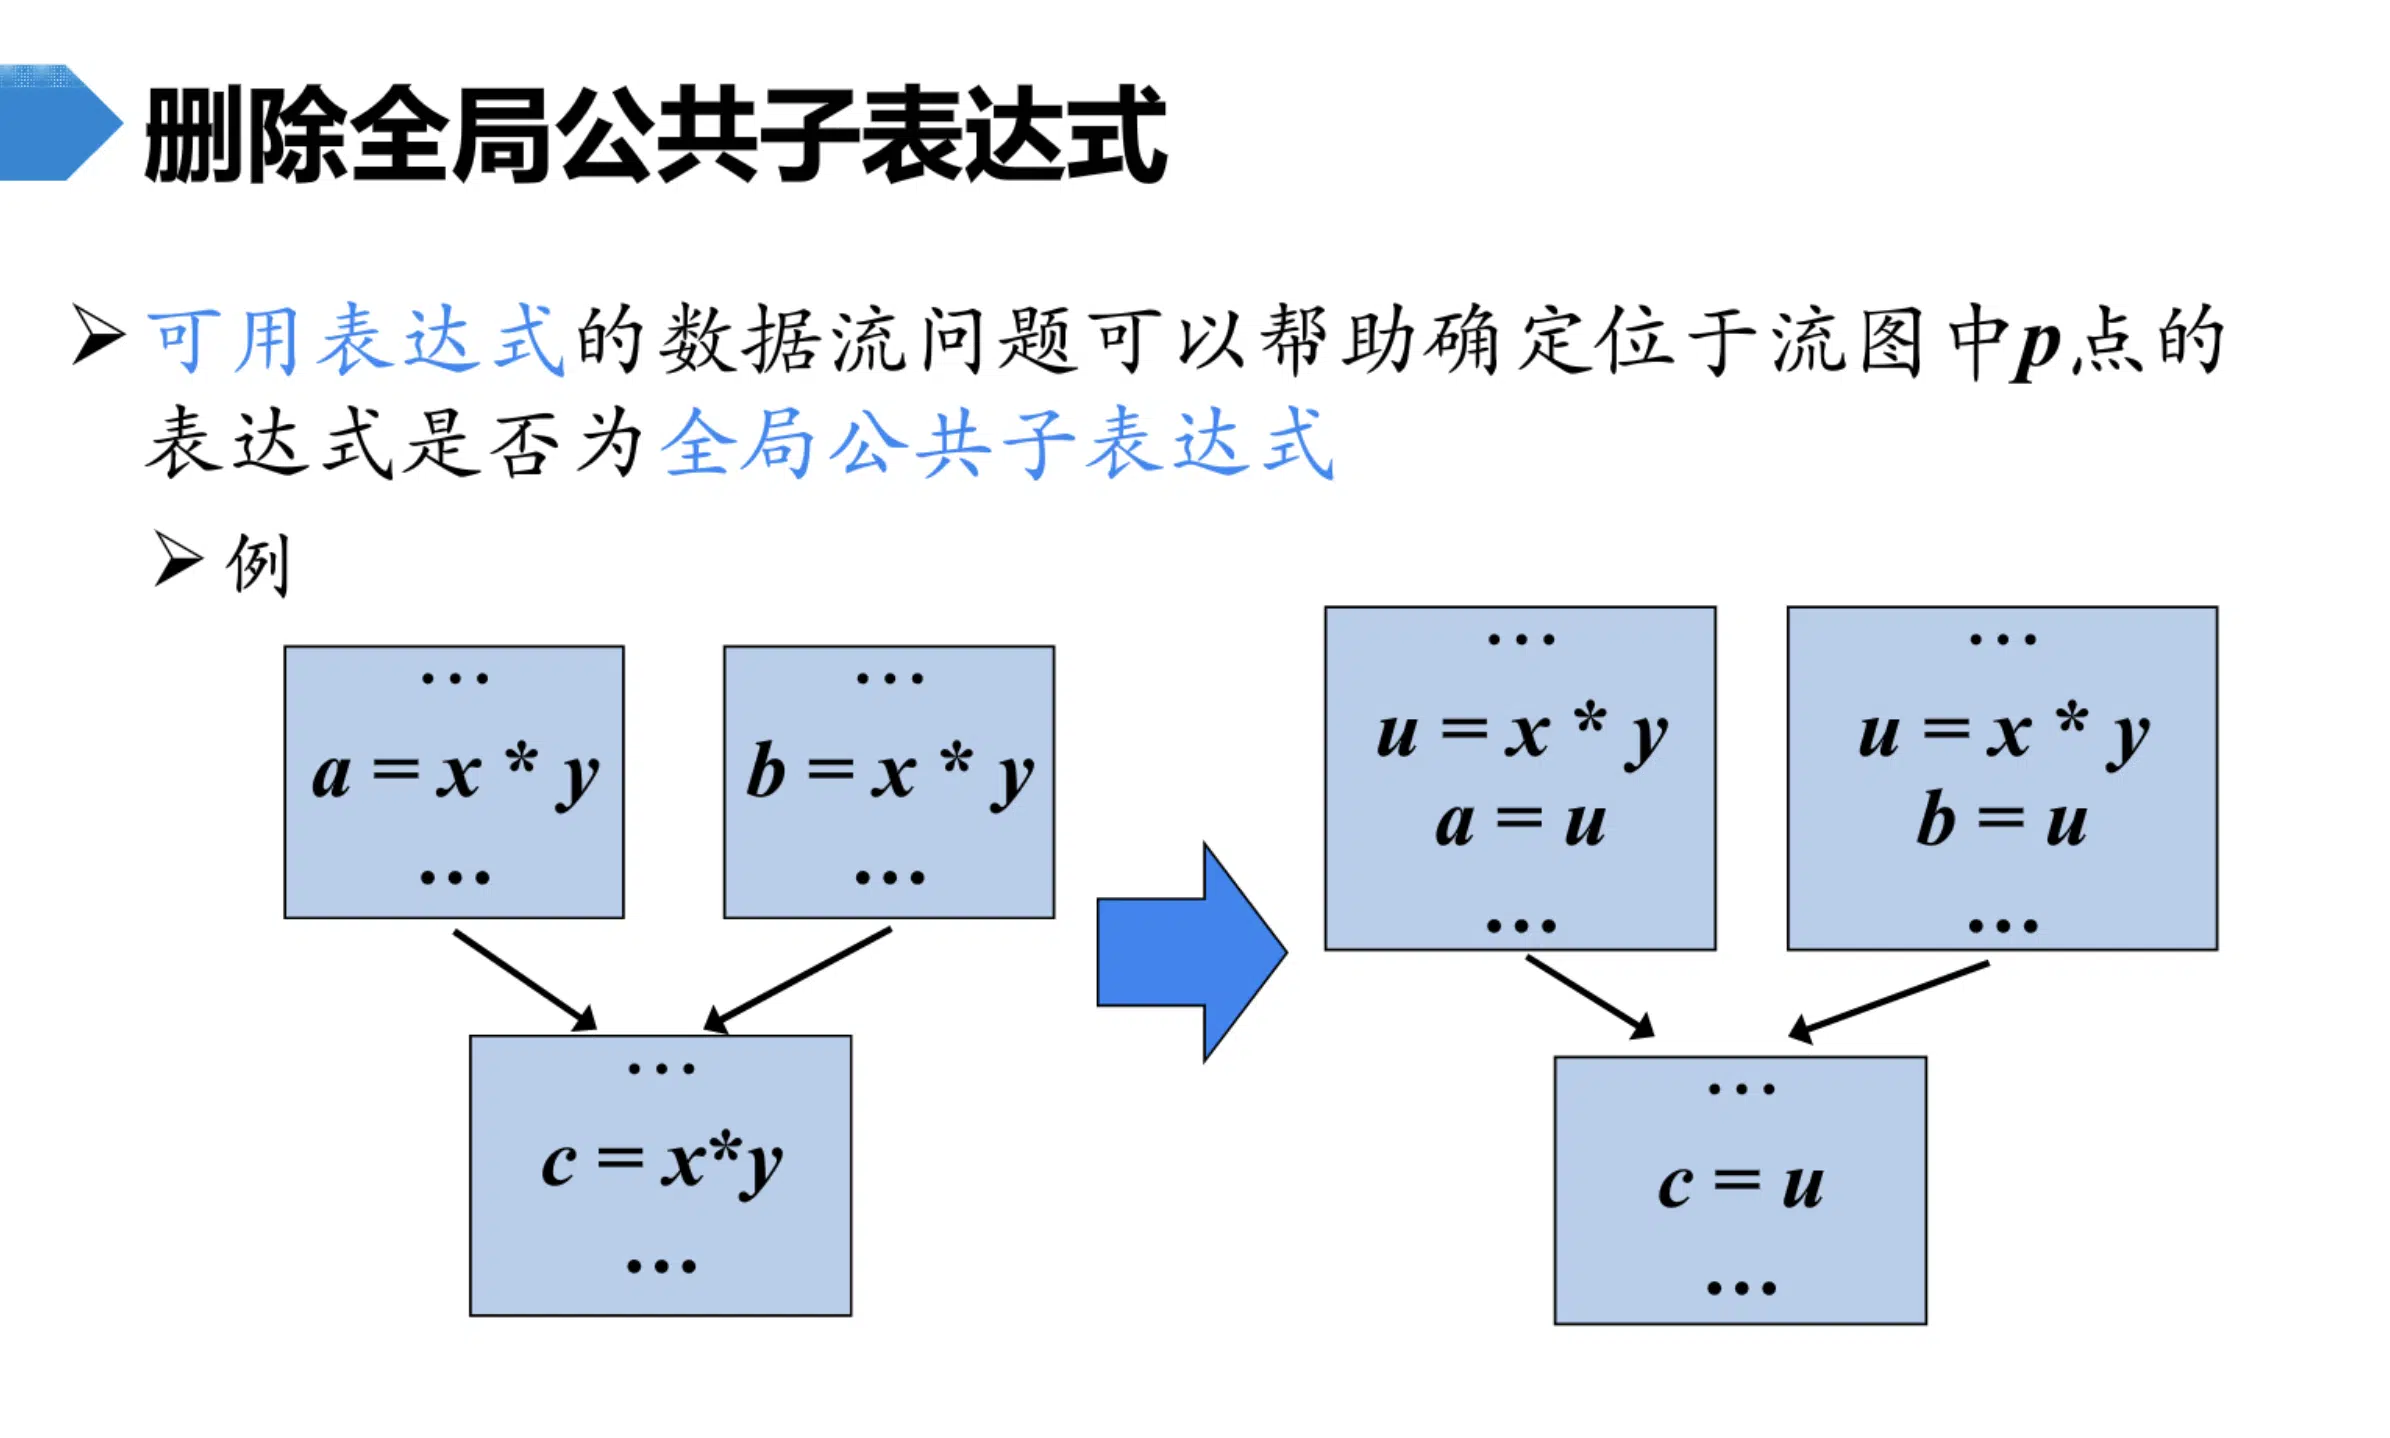 删除全局公共子表达式
可用表达式的数据流问题可以帮助确定位于流图中p点的
表达式是否为全局公共子表达式
例
...
a = x * y
...
...
b = x * y
...
...
c = x*y
...
...
u = x * y
a = u
...
...
u = x * y
b = u
...
...
c = u
...